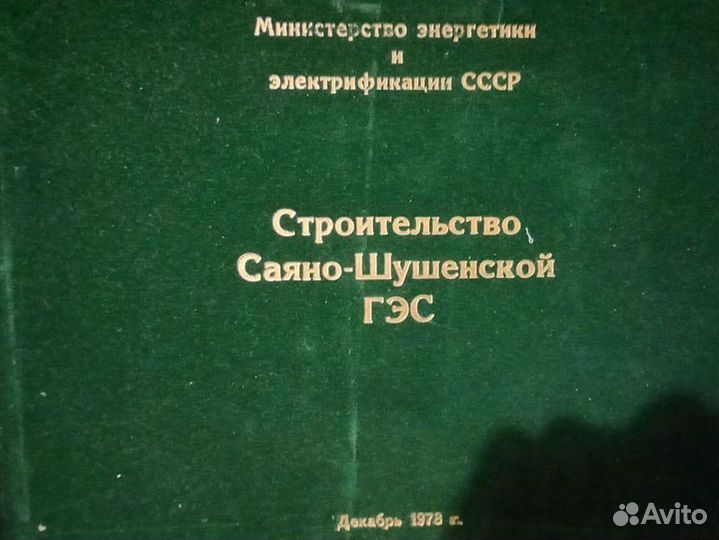 Министерство энергетики
и
электрификации СССР
Строительство
Саяно-Шушенской
ГЭС
Декабрь 1978 г.
Avito